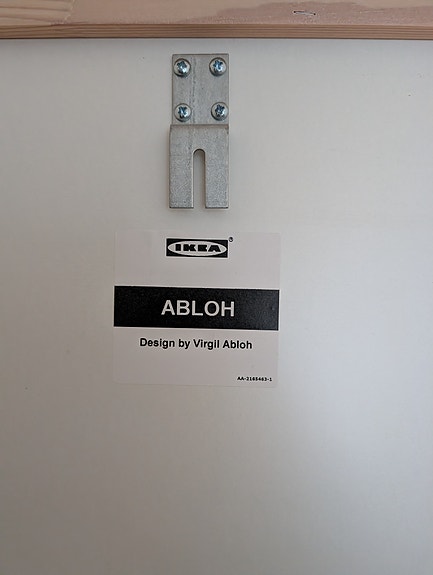 IKEA®
ABLOH
Design by Virgil Abloh
AA-2165463-1